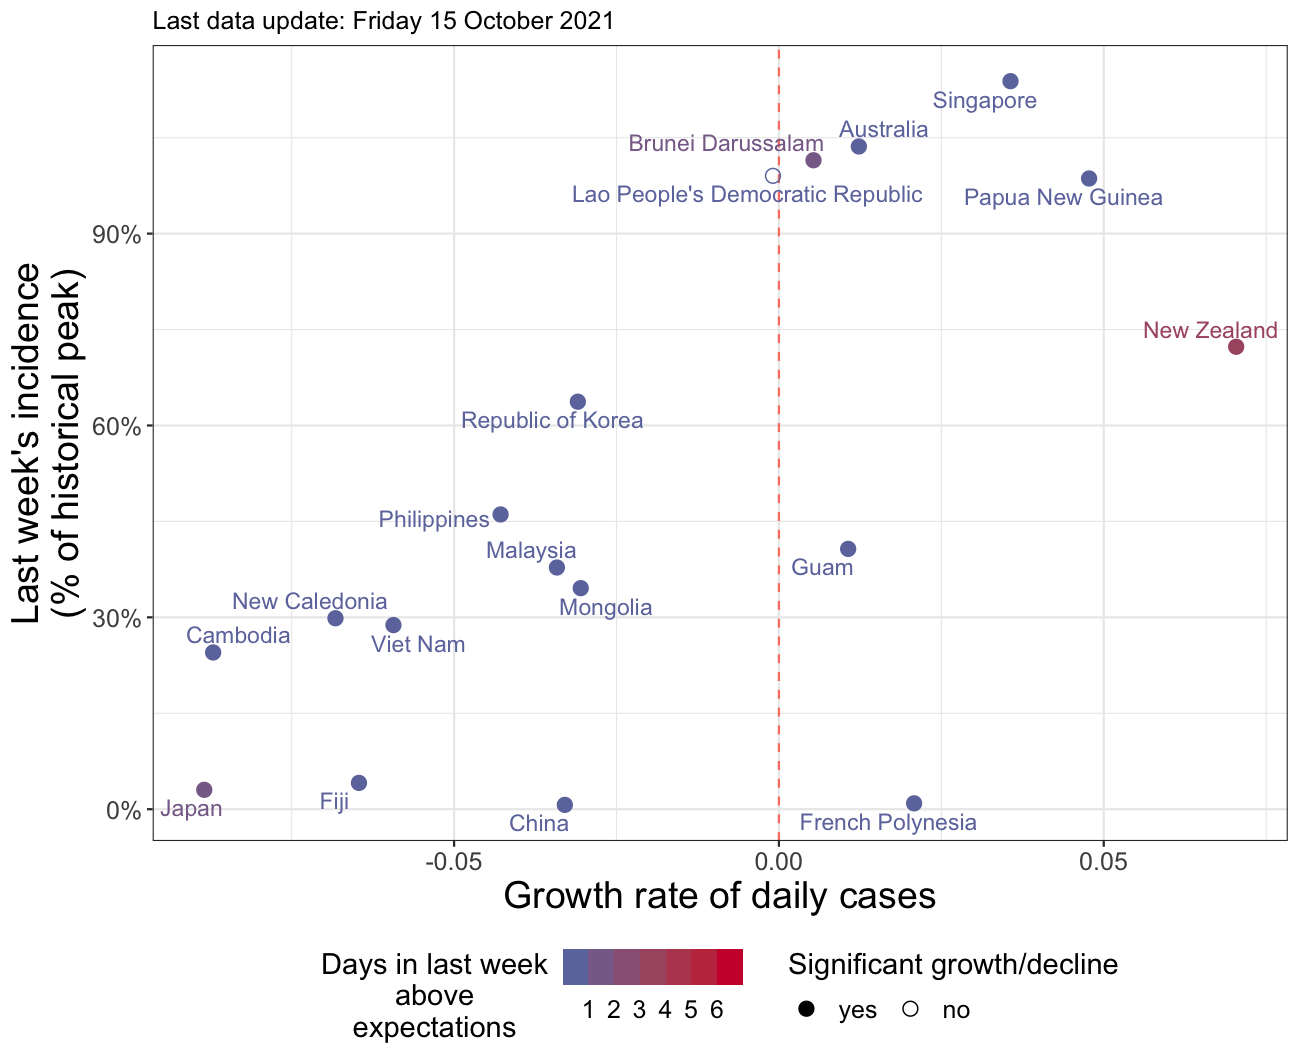 Last data update: Friday 15 October 2021
Singapore
Australia
Brunei Darussalam
Lao People's Democratic Republic
Papua New Guinea
90%
New Zealand
Republic of Korea
60%
Philippines
Malaysia
Guam
Mongolia
New Caledonia
30%
Cambodia
Viet Nam
Japan
Fiji
China
French Polynesia
0%
Last week's incidence
(% of historical peak)
-0.05 0.00 0.05
Growth rate of daily cases
Days in last week
above
expectations
1 2 3 4 5 6
Significant growth/decline
yes no